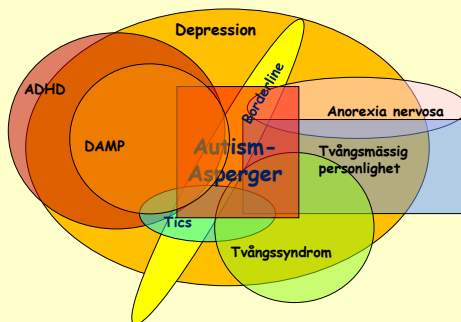 Depression
ADHD
Borderline
Anorexia nervosa
DAMP
Autism-
Asperger
Tvångsmässig
personlighet
Tics
Tvångssyndrom